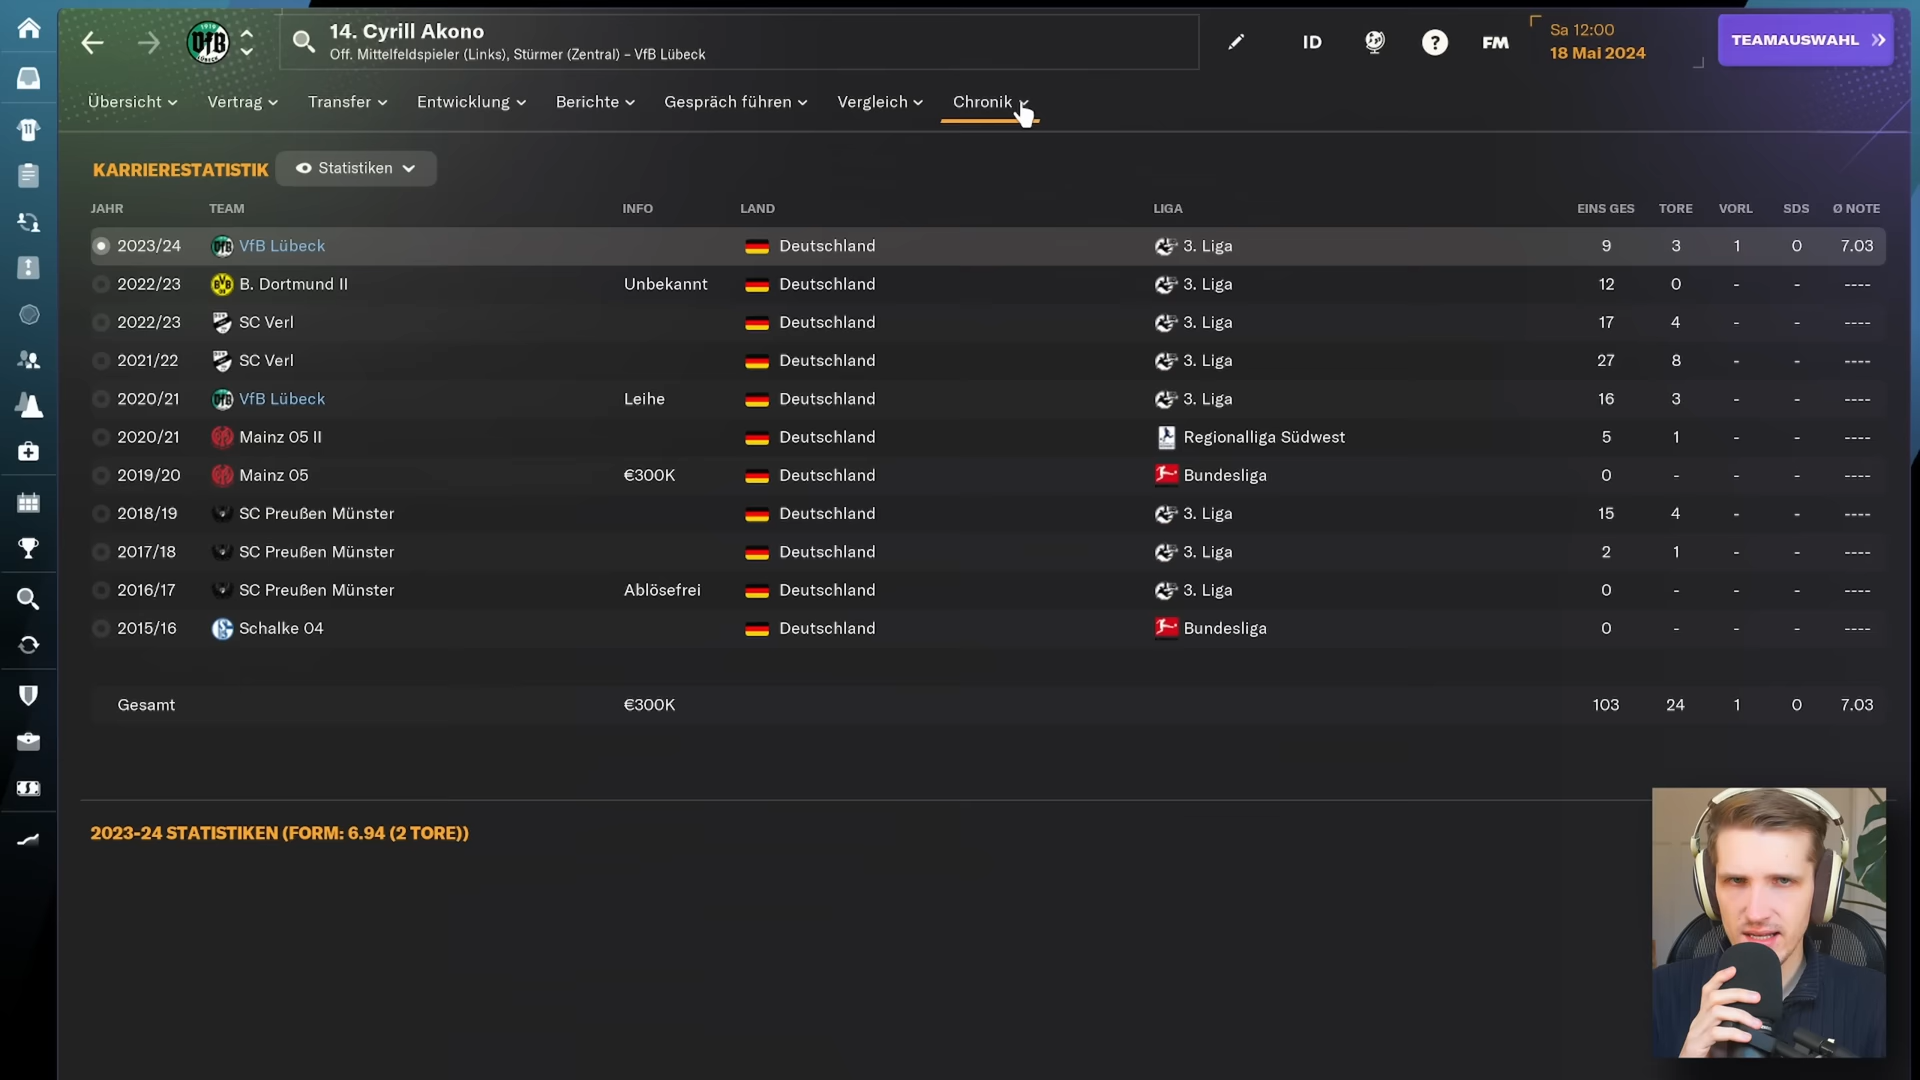 14. Cyrill Akono
Off. Mittelfeldspieler (Links), Stürmer (Zentral) – VfB Lübeck
ID
FM
Sa 12:00
18 Mai 2024
TEAMAUSWAHL
Übersicht
Vertrag
Transfer
Entwicklung
Berichte
Gespräch führen
Vergleich
Chronik
KARRIERESTATISTIK
Statistiken
JAHR TEAM INFO LAND LIGA EINS GES TORE VORL SDS Ø NOTE
2023/24 VfB Lübeck Deutschland 3. Liga 9 3 1 0 7.03
2022/23 B. Dortmund II Unbekannt Deutschland 3. Liga 12 0 - - ----
2022/23 SC Verl Deutschland 3. Liga 17 4 - - ----
2021/22 SC Verl Deutschland 3. Liga 27 8 - - ----
2020/21 VfB Lübeck Leihe Deutschland 3. Liga 16 3 - - ----
2020/21 Mainz 05 II Deutschland Regionalliga Südwest 5 1 - - ----
2019/20 Mainz 05 €300K Deutschland Bundesliga 0 - - - ----
2018/19 SC Preußen Münster Deutschland 3. Liga 15 4 - - ----
2017/18 SC Preußen Münster Deutschland 3. Liga 2 1 - - ----
2016/17 SC Preußen Münster Ablösefrei Deutschland 3. Liga 0 - - - ----
2015/16 Schalke 04 Deutschland Bundesliga 0 - - - ----
Gesamt €300K 103 24 1 0 7.03
2023-24 STATISTIKEN (FORM: 6.94 (2 TORE))